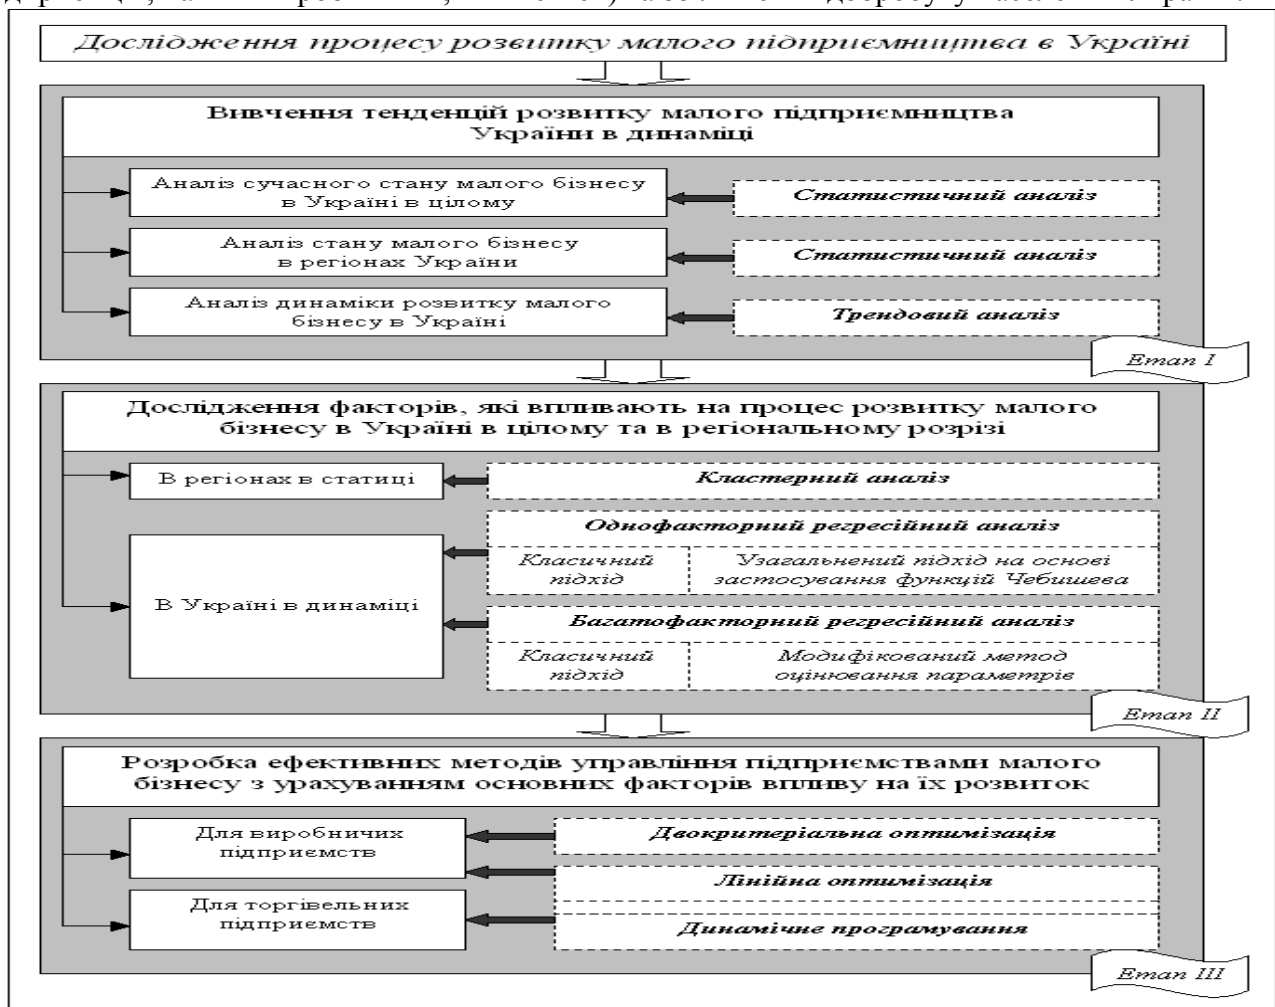 Дослідження процесу розвитку малого підприємництва в Україні
Вивчення тенденцій розвитку малого підприємництва
України в динаміці
Аналіз сучасного стану малого бізнесу
в Україні в цілому
Статистичний аналіз
Аналіз стану малого бізнесу
в регіонах України
Статистичний аналіз
Аналіз динаміки розвитку малого
бізнесу в Україні
Трендовий аналіз
Етап I
Дослідження факторів, які впливають на процес розвитку малого
бізнесу в Україні в цілому та в регіональному розрізі
В регіонах в статиці
Кластерний аналіз
Однофакторний регресійний аналіз
Класичний
підхід
Узагальнений підхід на основі
застосування функцій Чебишева
В Україні в динаміці
Багатофакторний регресійний аналіз
Класичний
підхід
Модифікований метод
оцінювання параметрів
Етап II
Розробка ефективних методів управління підприємствами малого
бізнесу з урахуванням основних факторів впливу на їх розвиток
Для виробничих
підприємств
Двокритеріальна оптимізація
Лінійна оптимізація
Для торгівельних
підприємств
Динамічне програмування
Етап III